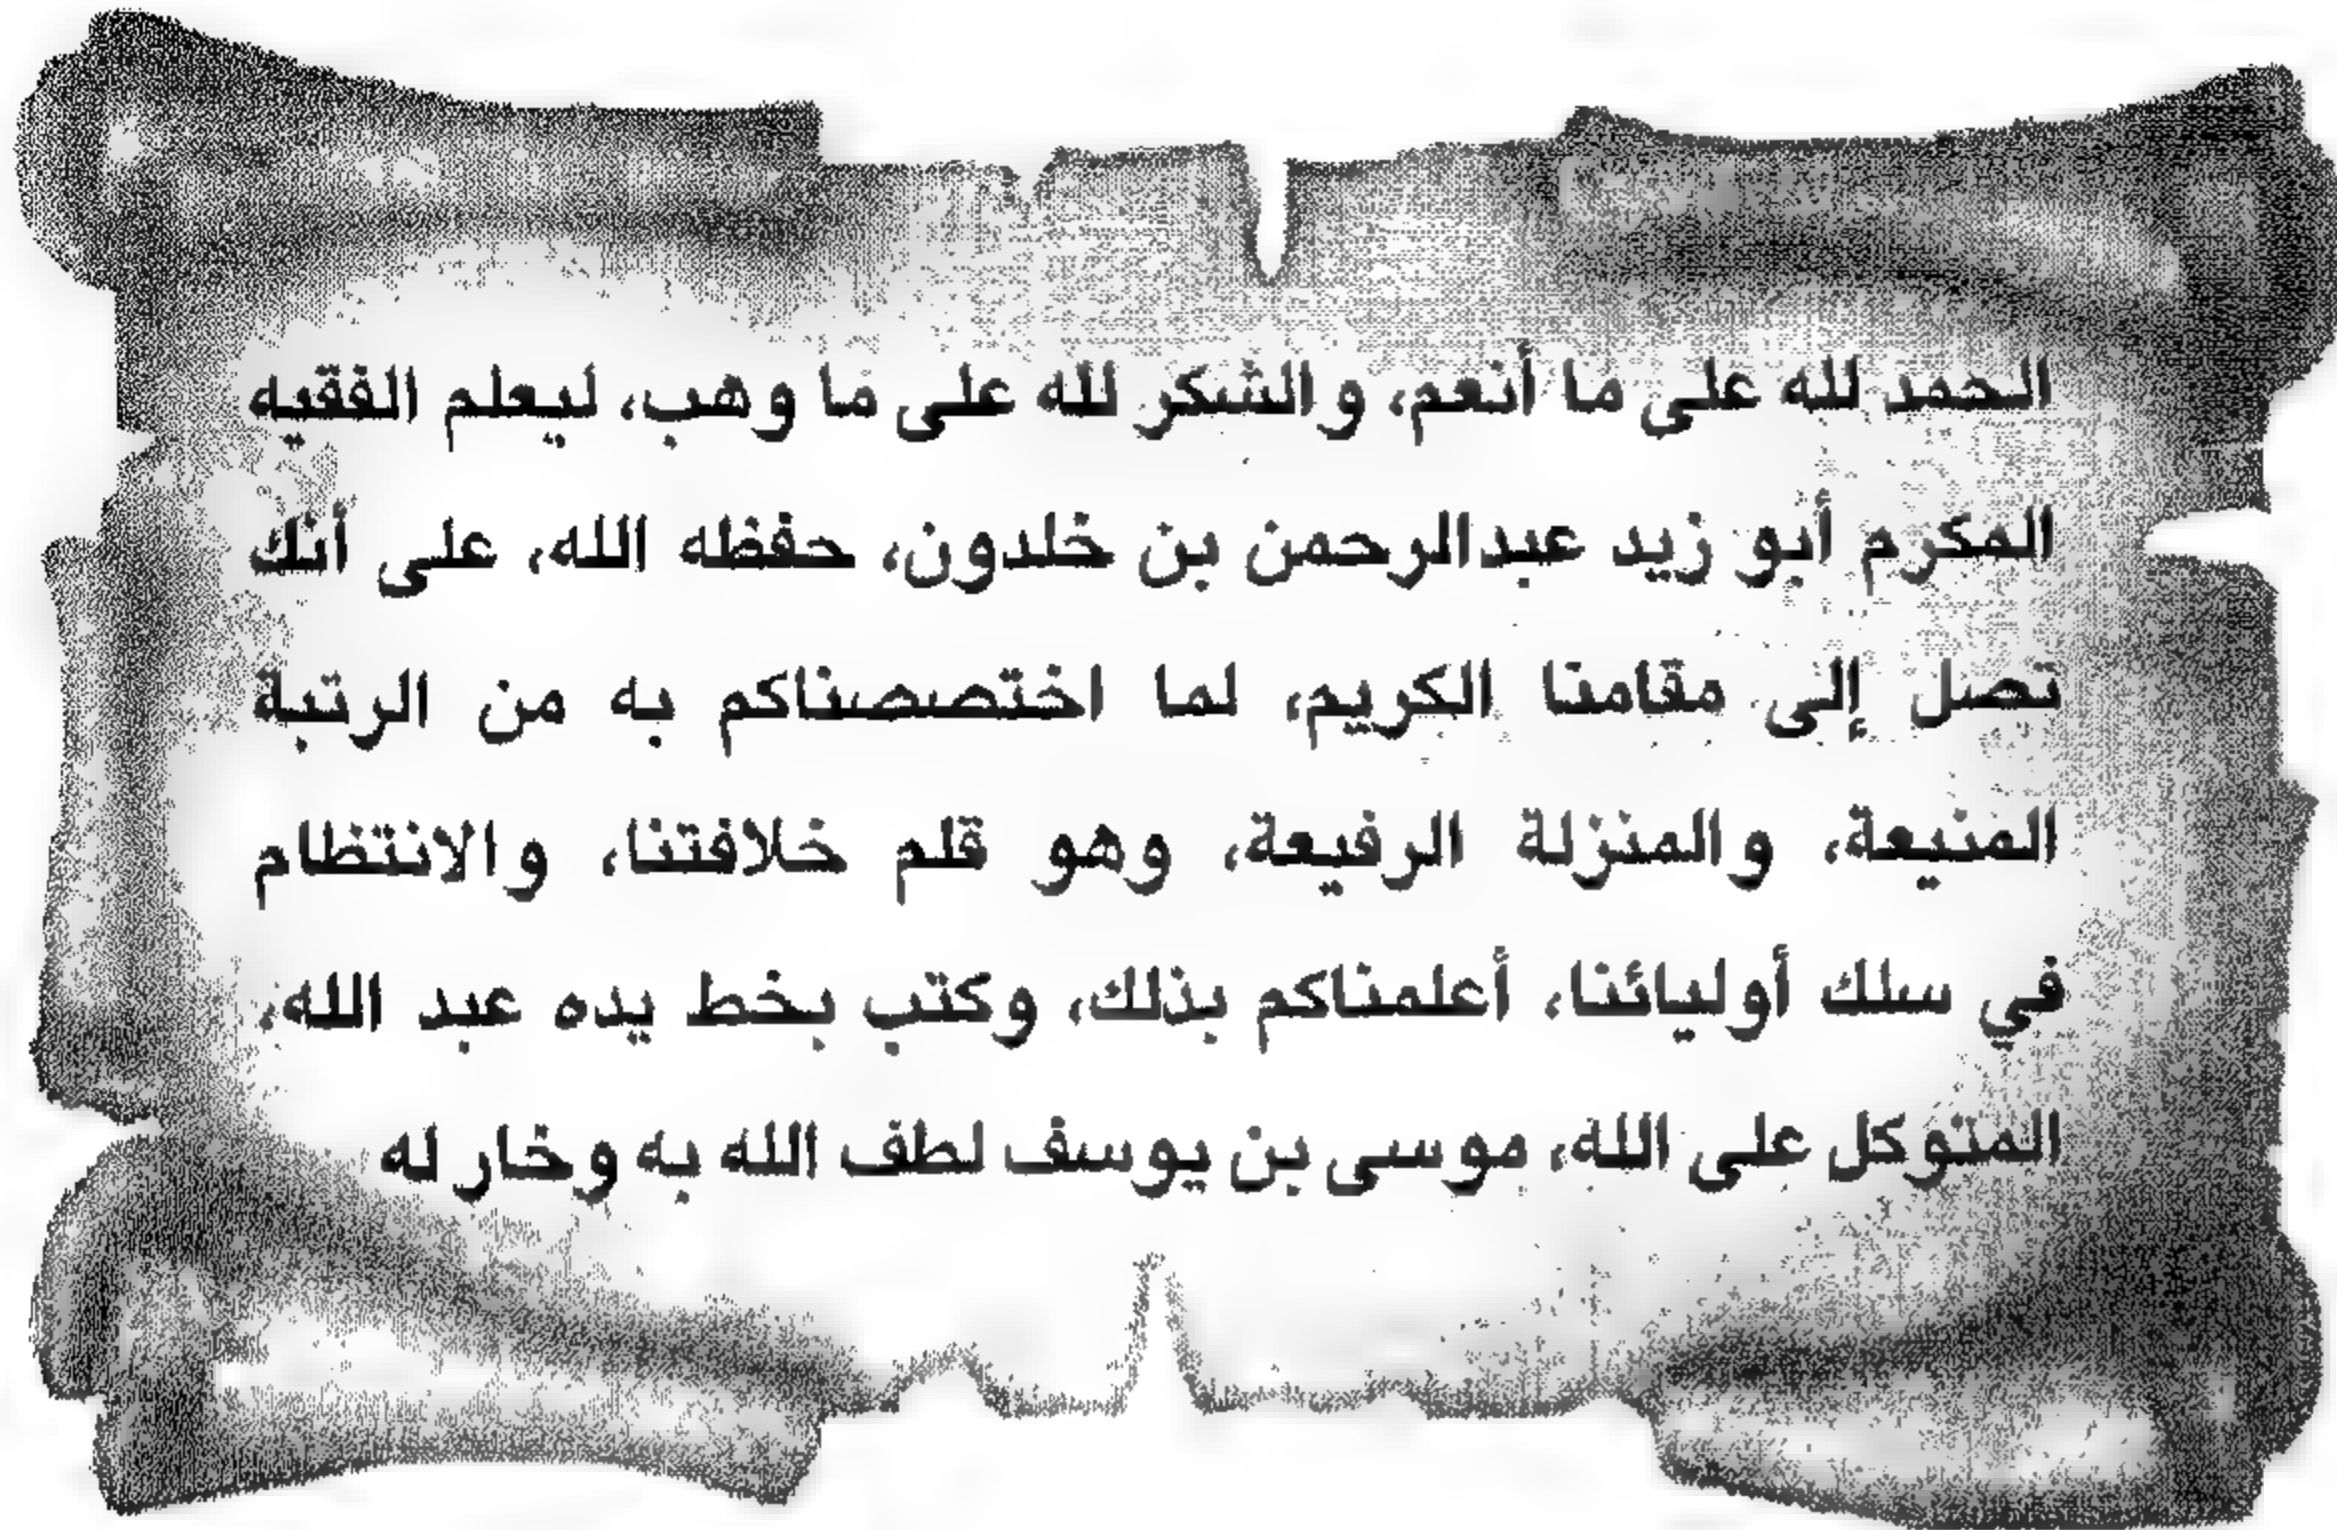 الحمد لله على ما أنعم، والشكر لله على ما وهب، ليعلم الفقيه
المكرم أبو زيد عبدالرحمن بن خلدون، حفظه الله، على أنك
تصل إلى مقامنا الكريم، لما اختصصناكم به من الرتبة
المنيعة، والمنزلة الرفيعة، وهو قلم خلافتنا، والانتظام
في سلك أوليائنا، أعلمناكم بذلك، وكتب بخط يده عبد الله،
المتوكل على الله، موسى بن يوسف لطف الله به وخار له